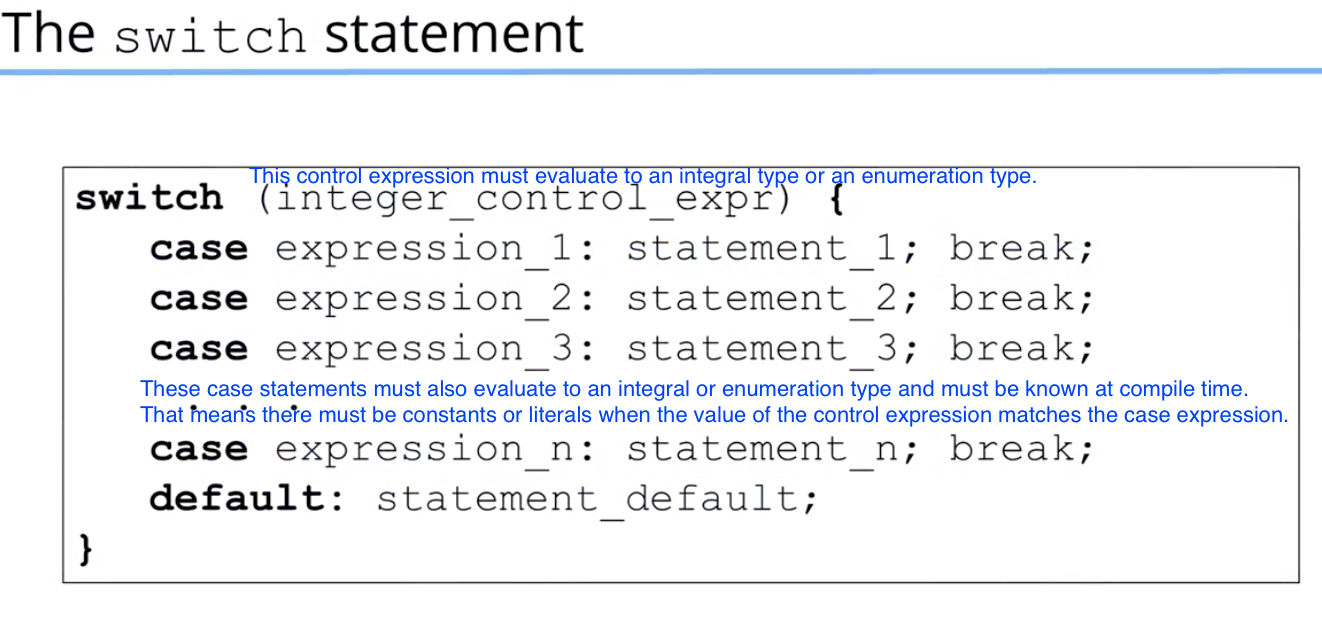 The switch statement
This control expression must evaluate to an integral type or an enumeration type.
switch (integer_control_expr) {
case expression_1: statement_1; break;
case expression_2: statement_2; break;
case expression_3: statement_3; break;
These case statements must also evaluate to an integral or enumeration type and must be known at compile time.
. . .
That means there must be constants or literals when the value of the control expression matches the case expression.
case expression_n: statement_n; break;
default: statement_default;
}